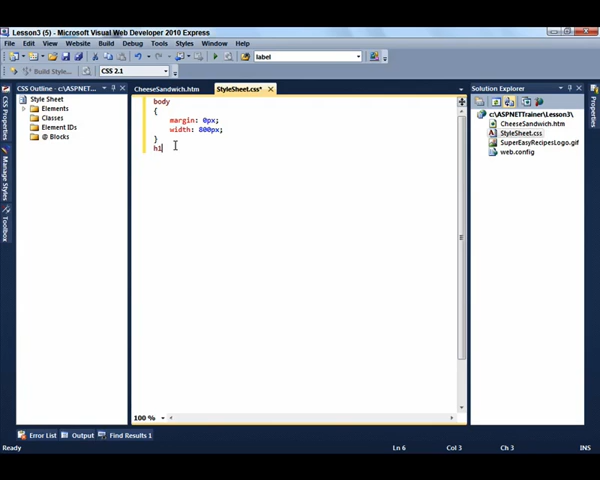 Lesson3 (5) - Microsoft Visual Web Developer 2010 Express
File Edit View Website Build Debug Tools Styles Window Help
label
Build Style... CSS 2.1
CSS Outline - c:\ASPNET
CheeseSandwich.htm StyleSheet.css*
Solution Explorer
CSS Properties
Manage Styles
Toolbox
Style Sheet
Elements
Classes
Element IDs
@ Blocks
body
{
margin: 0px;
width: 800px;
}
h1
c:\ASPNETTrainer\Lesson3\
CheeseSandwich.htm
StyleSheet.css
SuperEasyRecipesLogo.gif
web.config
100 %
Error List Output Find Results 1
Ready Ln 6 Col 3 Ch 3 INS